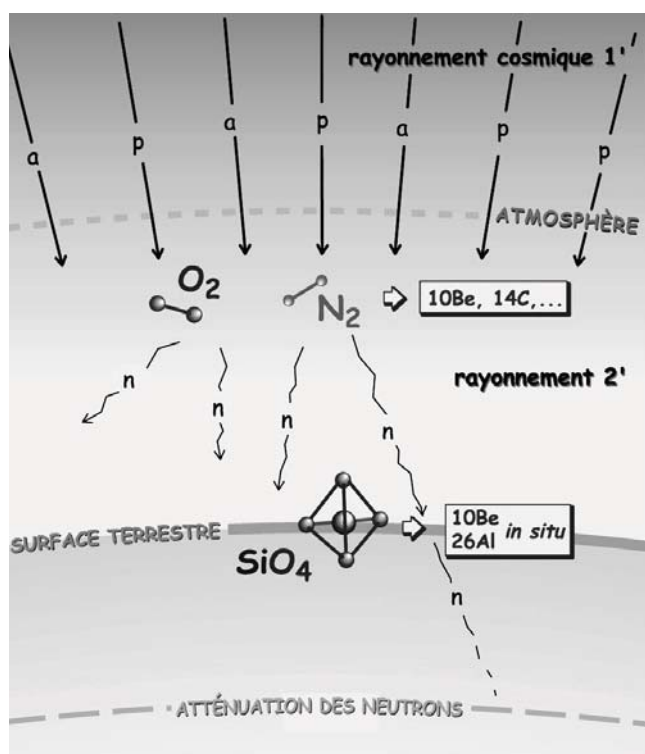 rayonnement cosmique 1'
a p a p a p p
ATMOSPHÈRE
O2
N2
10Be, 14C,...
rayonnement 2'
n n n n
SURFACE TERRESTRE
SiO4
10Be
26Al in situ
n
ATTÉNUATION DES NEUTRONS